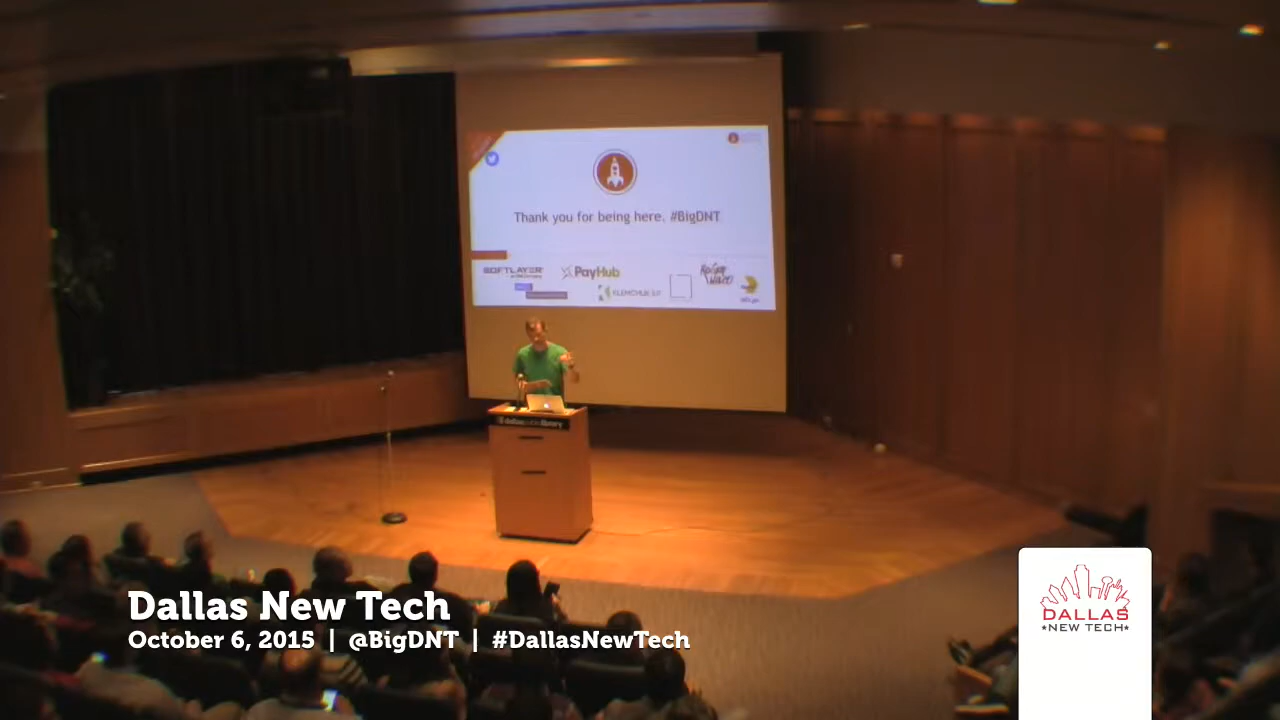 Thank you for being here. #BigDNT
SOFTLAYER
PayHub
dallaspubliclibrary
Dallas New Tech
October 6, 2015 | @BigDNT | #DallasNewTech
DALLAS
★NEW TECH★